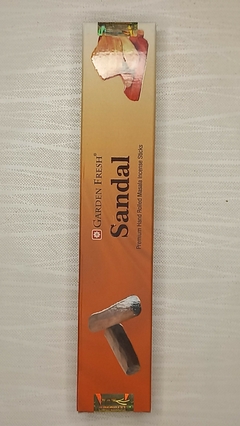 GARDEN FRESH®
Sandal
Premium Hand Rolled Masala Incense Sticks